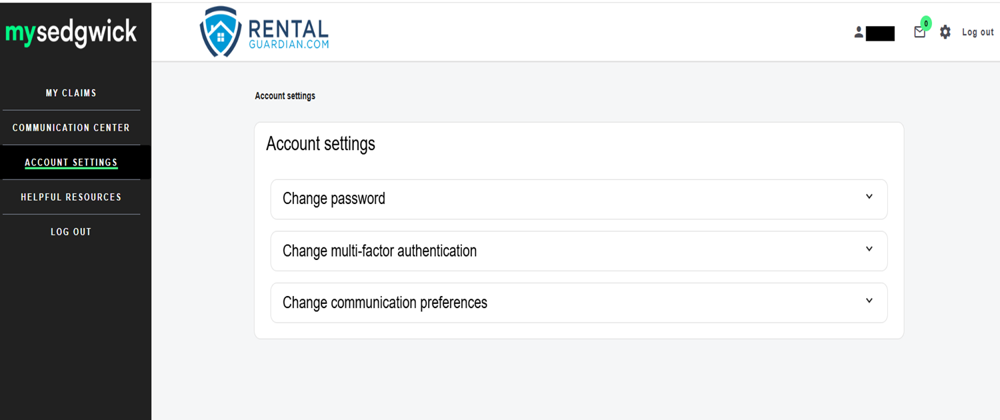 mysedgwick
RENTAL
GUARDIAN.COM
0
Log out
MY CLAIMS
COMMUNICATION CENTER
ACCOUNT SETTINGS
HELPFUL RESOURCES
LOG OUT
Account settings
Account settings
Change password
Change multi-factor authentication
Change communication preferences